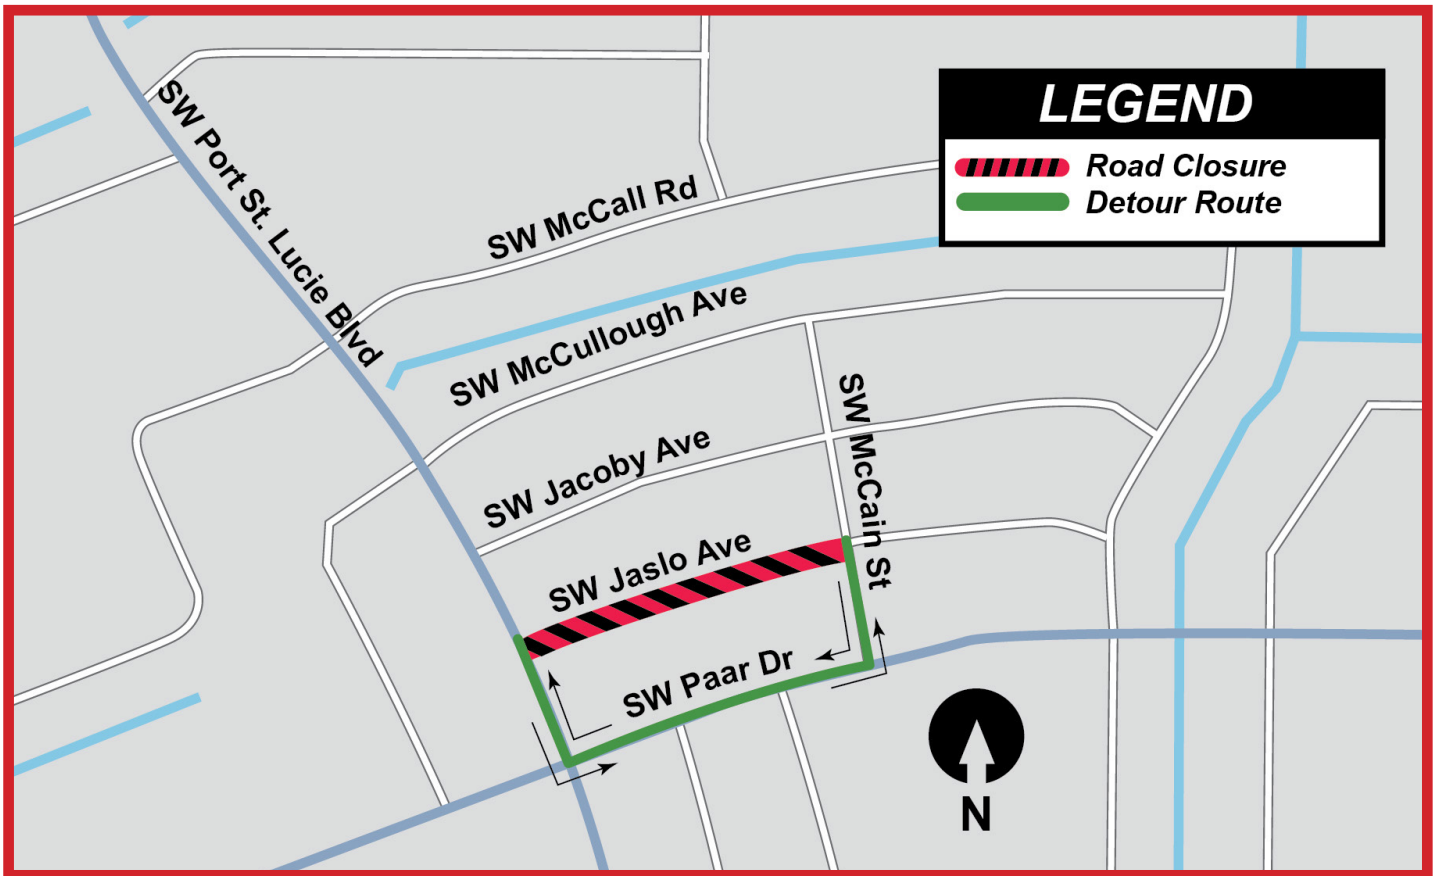 LEGEND
Road Closure
Detour Route
SW Port St. Lucie Blvd
SW McCall Rd
SW McCullough Ave
SW Jacoby Ave
SW McCain St
SW Jaslo Ave
SW Paar Dr
N